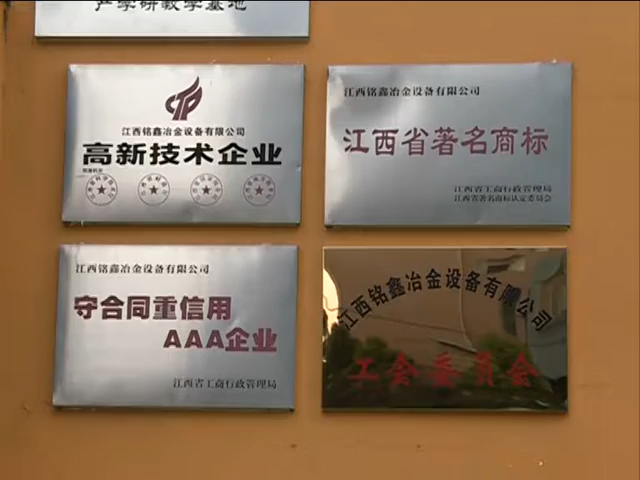 产学研教学基地
江西铭鑫冶金设备有限公司
高新技术企业
江西铭鑫冶金设备有限公司
江西省著名商标
江西省工商行政管理局
江西省著名商标认定委员会
江西铭鑫冶金设备有限公司
守合同重信用
AAA企业
江西省工商行政管理局
江西铭鑫冶金设备有限公司
工会委员会